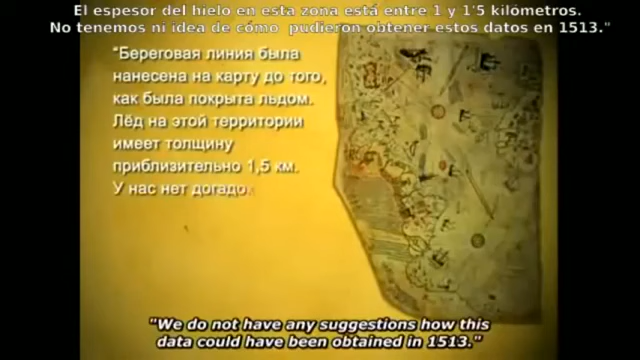 El espesor del hielo en esta zona está entre 1 y 1'5 kilómetros.
No tenemos ni idea de cómo pudieron obtener estos datos en 1513."
"Береговая линия была
нанесена на карту до того,
как была покрыта льдом.
Лёд на этой территории
имеет толщину
приблизительно 1,5 км.
У нас нет догадок
"We do not have any suggestions how this
data could have been obtained in 1513."